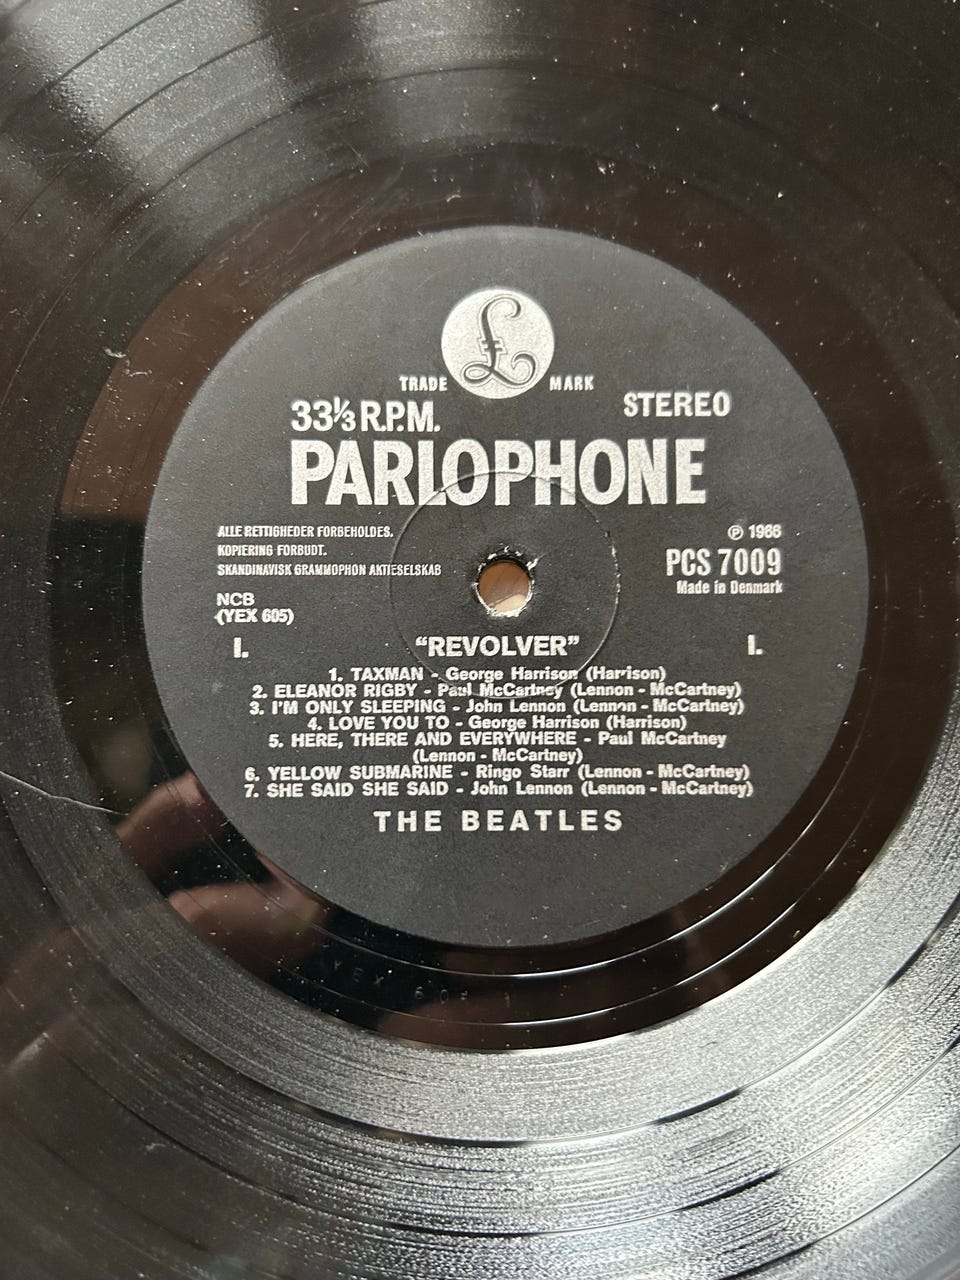 £
TRADE MARK
33⅓ R.P.M. STEREO
PARLOPHONE
ALLE RETTIGHEDER FORBEHOLDES.
KOPIERING FORBUDT.
SKANDINAVISK GRAMMOPHON AKTIESELSKAB
℗ 1966
PCS 7009
Made in Denmark
NCB
(YEX 605)
I. "REVOLVER" I.
1. TAXMAN - George Harrison (Harrison)
2. ELEANOR RIGBY - Paul McCartney (Lennon - McCartney)
3. I'M ONLY SLEEPING - John Lennon (Lennon - McCartney)
4. LOVE YOU TO - George Harrison (Harrison)
5. HERE, THERE AND EVERYWHERE - Paul McCartney
(Lennon - McCartney)
6. YELLOW SUBMARINE - Ringo Starr (Lennon - McCartney)
7. SHE SAID SHE SAID - John Lennon (Lennon - McCartney)
THE BEATLES
YEX 605 1